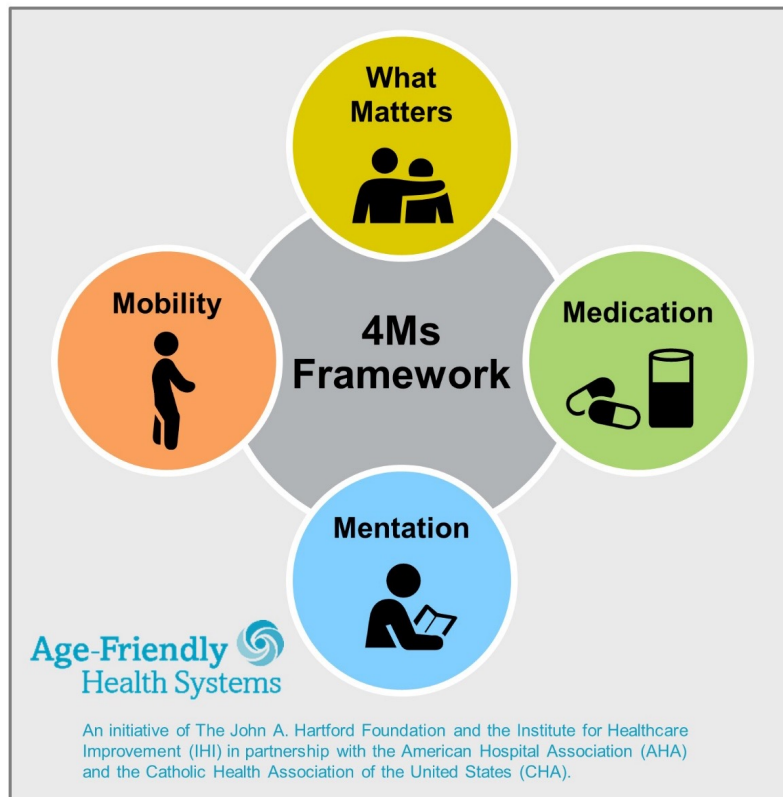 What
Matters
Mobility
4Ms
Framework
Medication
Mentation
Age-Friendly
Health Systems
An initiative of The John A. Hartford Foundation and the Institute for Healthcare
Improvement (IHI) in partnership with the American Hospital Association (AHA)
and the Catholic Health Association of the United States (CHA).